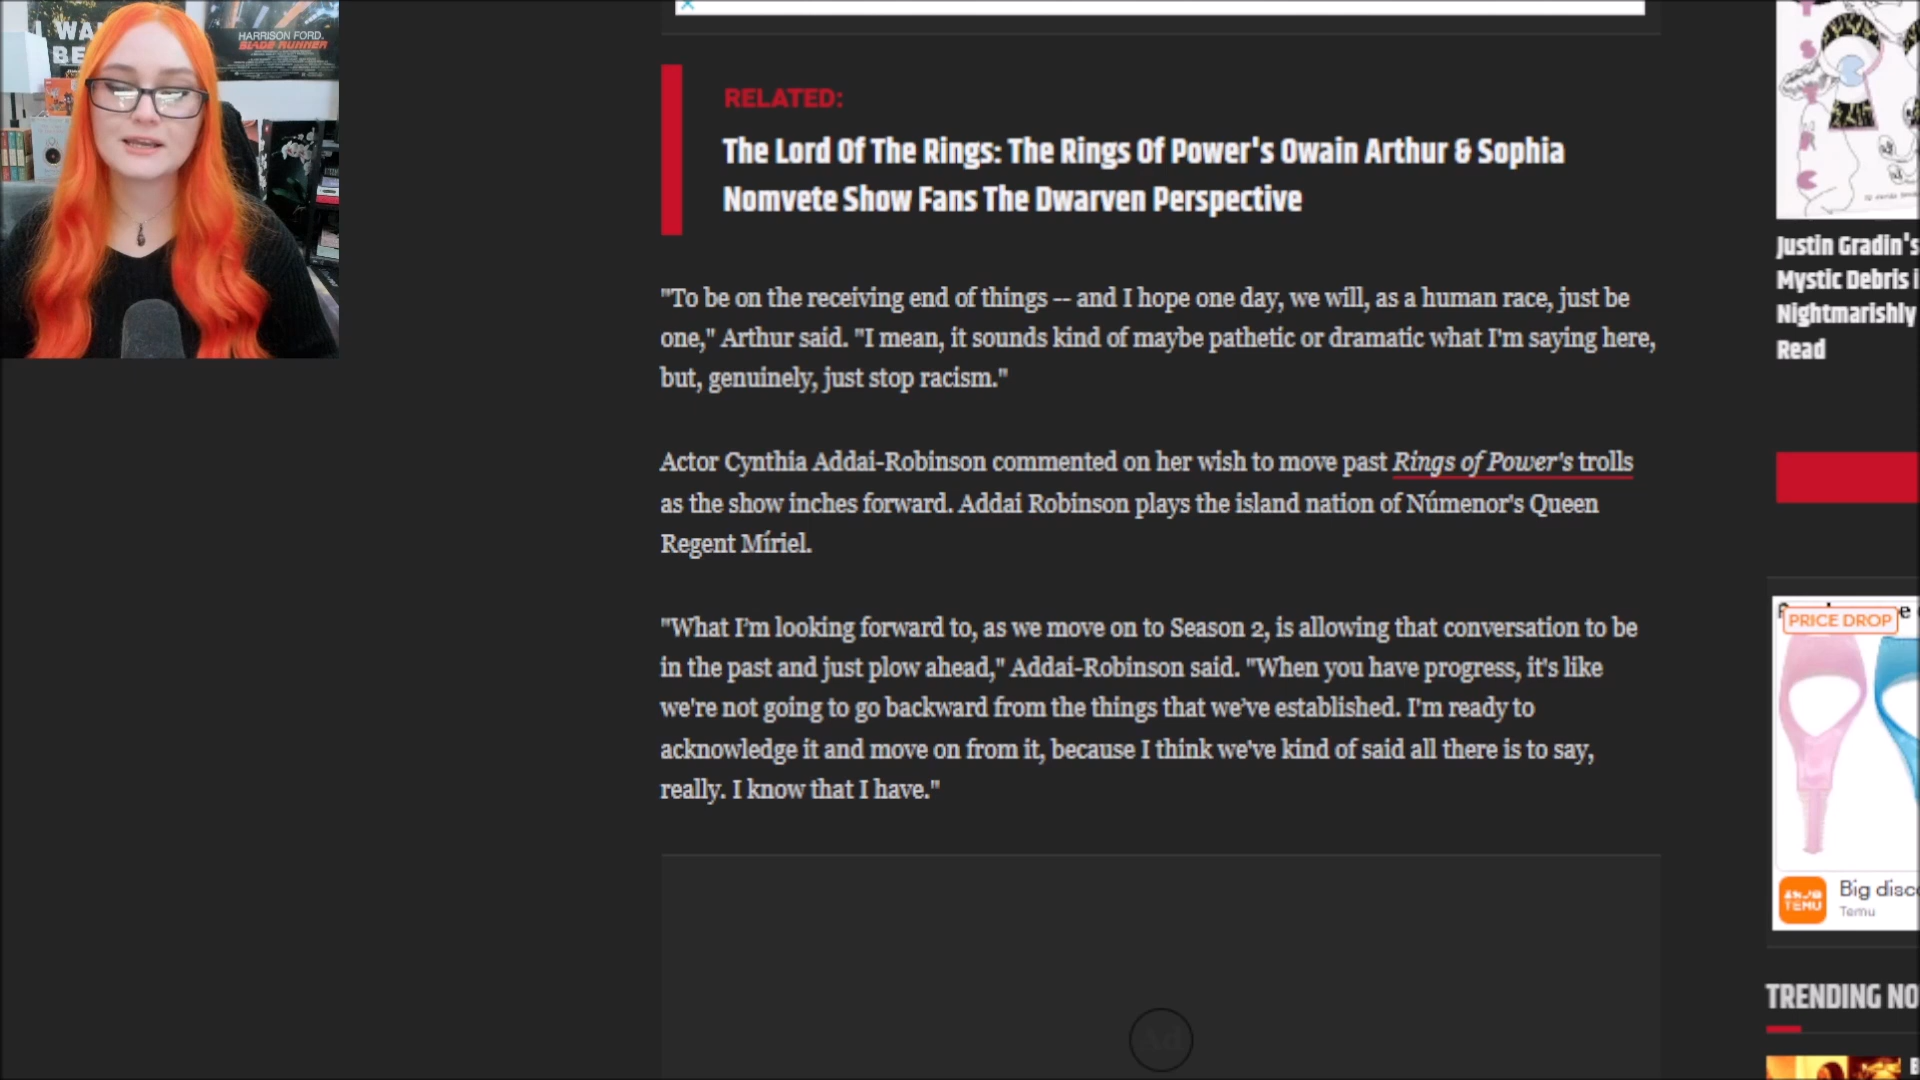 I WA
BE
HARRISON FORD.
BLADE RUNNER
RELATED:
The Lord Of The Rings: The Rings Of Power's Owain Arthur & Sophia
Nomvete Show Fans The Dwarven Perspective
"To be on the receiving end of things -- and I hope one day, we will, as a human race, just be
one," Arthur said. "I mean, it sounds kind of maybe pathetic or dramatic what I'm saying here,
but, genuinely, just stop racism."
Actor Cynthia Addai-Robinson commented on her wish to move past Rings of Power's trolls
as the show inches forward. Addai Robinson plays the island nation of Númenor's Queen
Regent Míriel.
"What I’m looking forward to, as we move on to Season 2, is allowing that conversation to be
in the past and just plow ahead," Addai-Robinson said. "When you have progress, it's like
we're not going to go backward from the things that we’ve established. I'm ready to
acknowledge it and move on from it, because I think we've kind of said all there is to say,
really. I know that I have."
Ad
Justin Gradin's
Mystic Debris i
Nightmarishly
Read
PRICE DROP
Big disc
TEMU
Temu
TRENDING NO